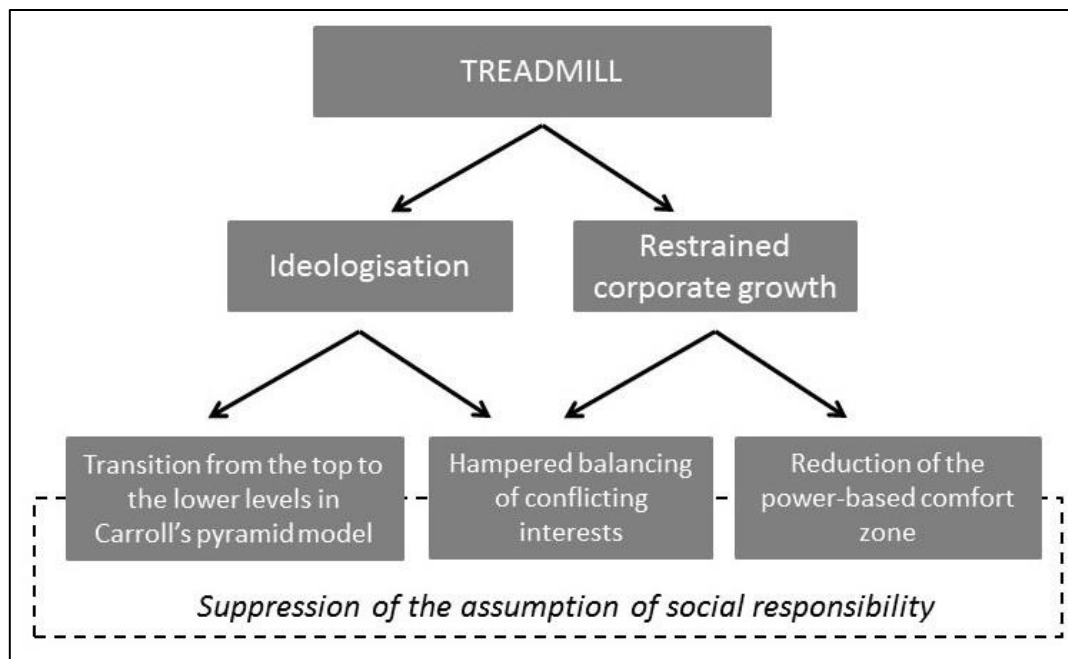 TREADMILL
Ideologisation
Restrained
corporate growth
Transition from the top to
the lower levels in
Carroll's pyramid model
Hampered balancing
of conflicting
interests
Reduction of the
power-based comfort
zone
Suppression of the assumption of social responsibility